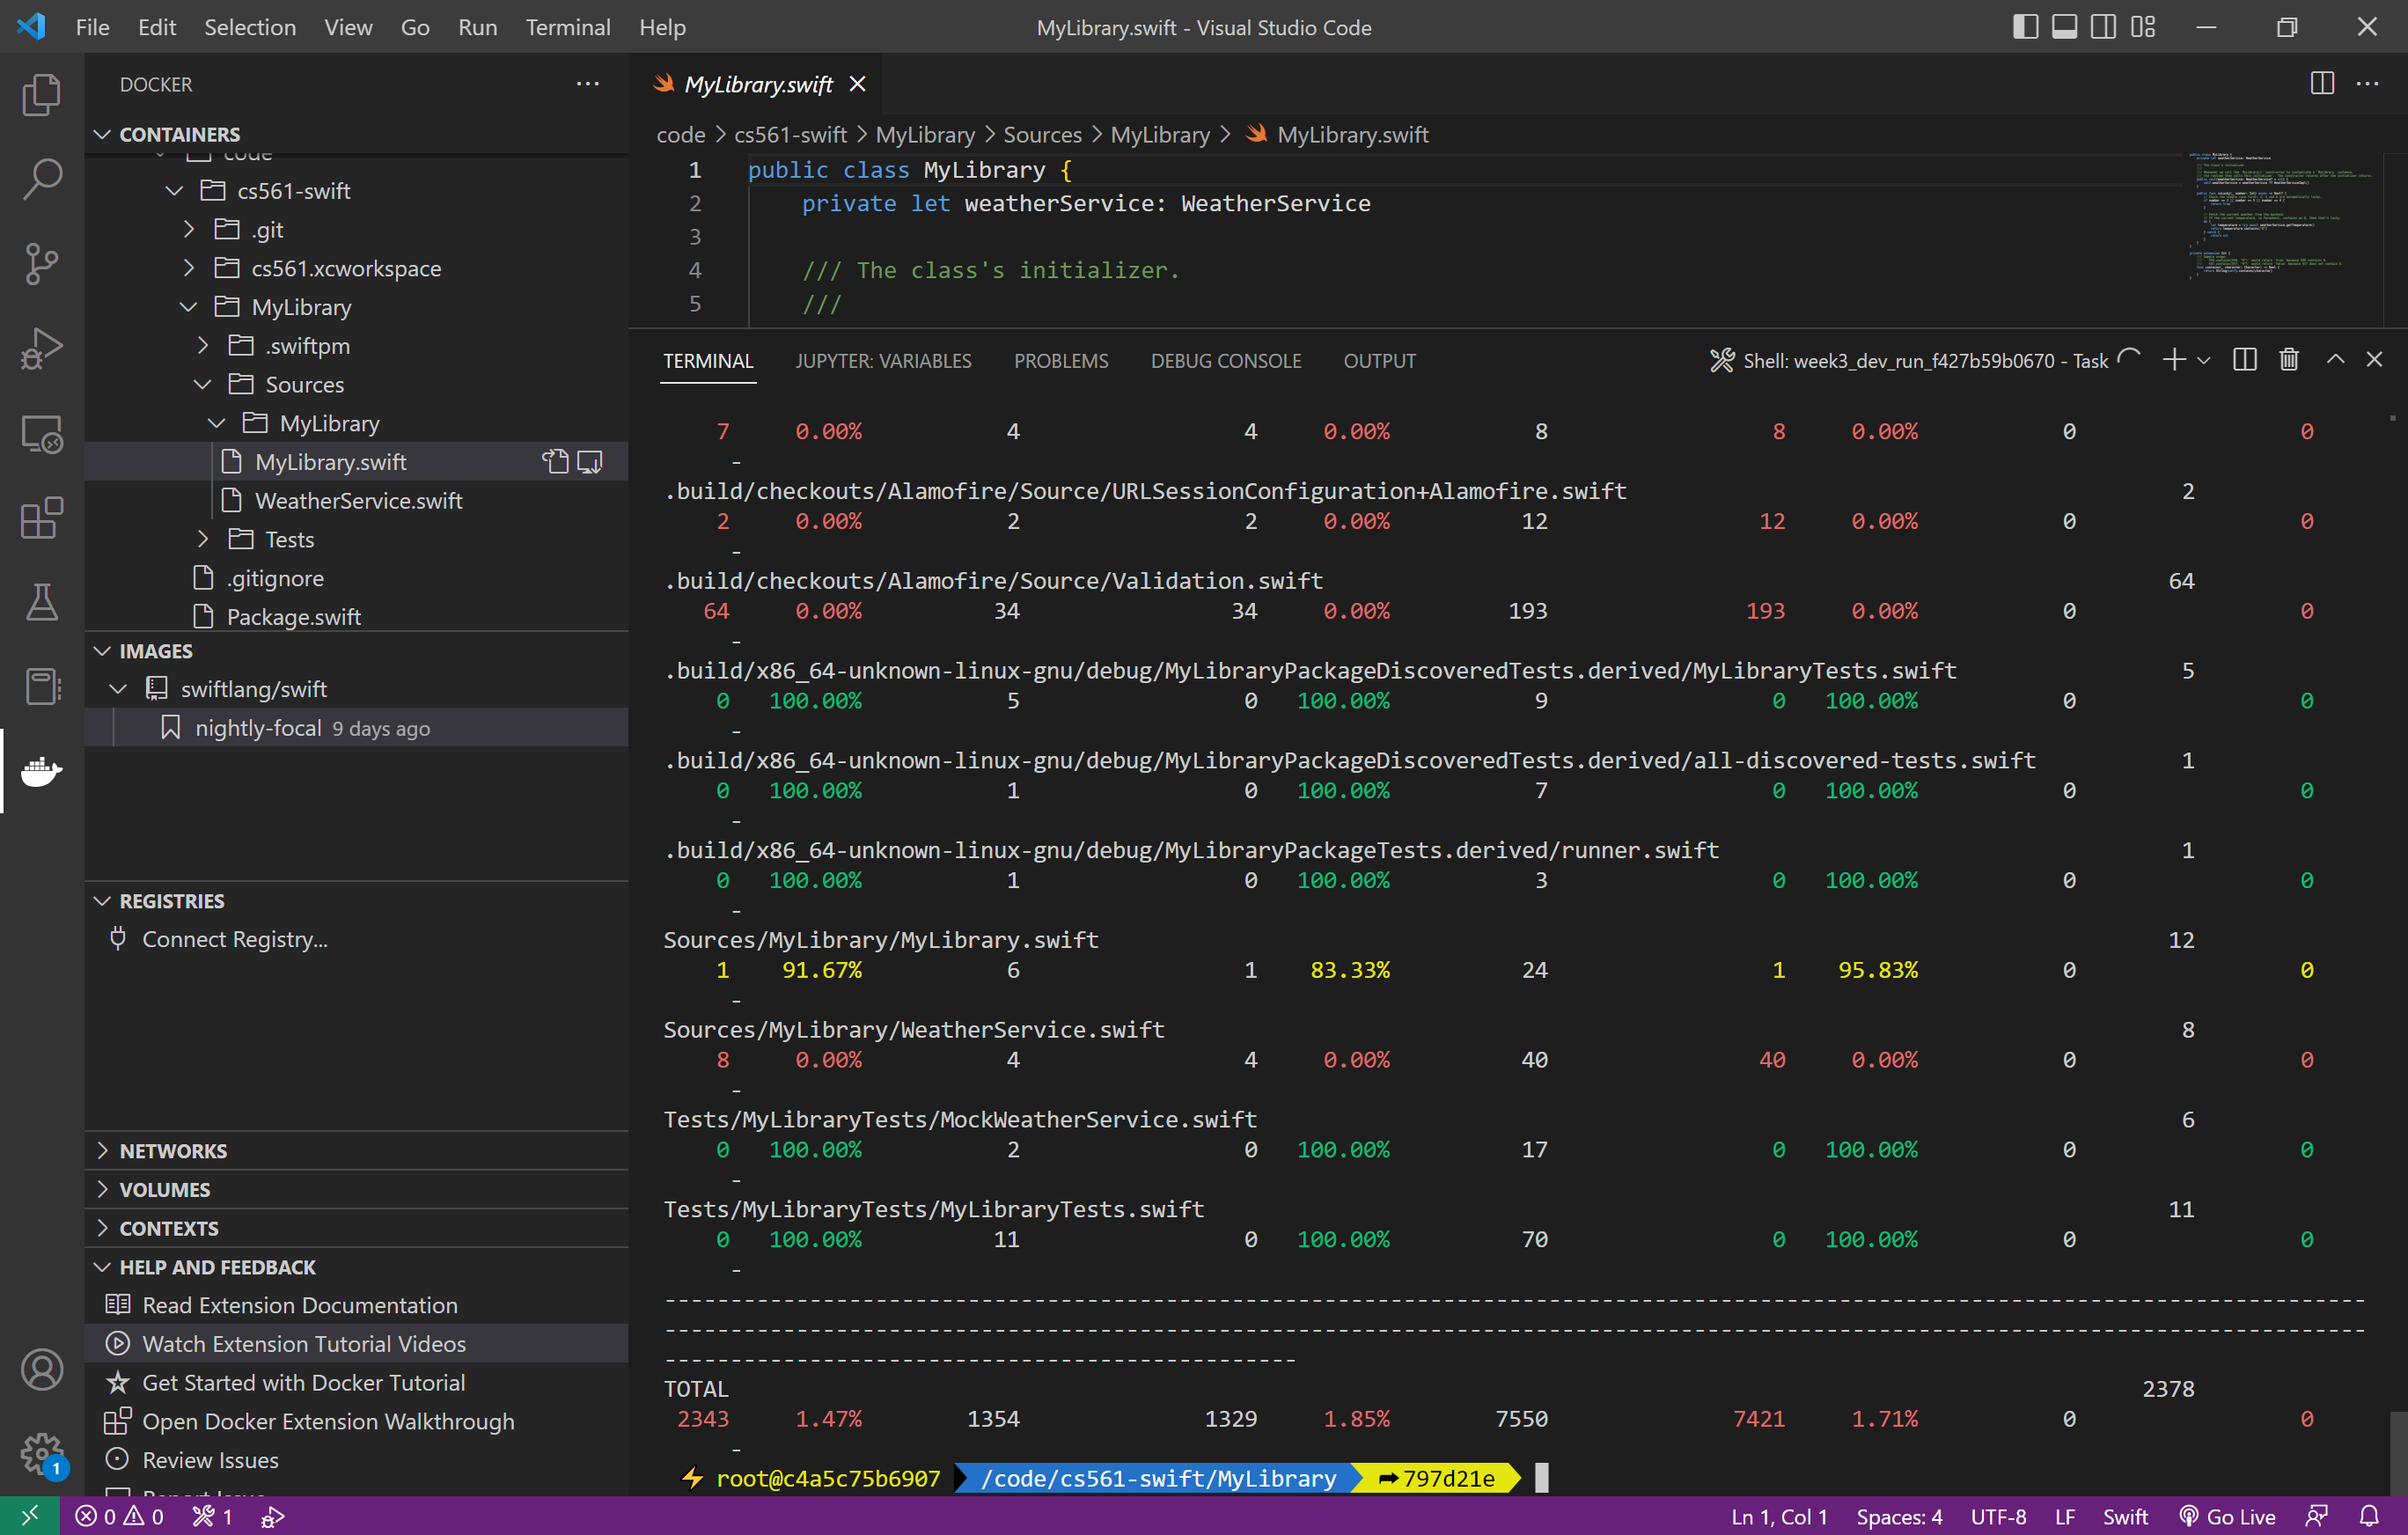 File Edit Selection View Go Run Terminal Help MyLibrary.swift - Visual Studio Code
DOCKER
CONTAINERS
code
cs561-swift
.git
cs561.xcworkspace
MyLibrary
.swiftpm
Sources
MyLibrary
MyLibrary.swift
WeatherService.swift
Tests
.gitignore
Package.swift
IMAGES
swiftlang/swift
nightly-focal 9 days ago
REGISTRIES
Connect Registry...
NETWORKS
VOLUMES
CONTEXTS
HELP AND FEEDBACK
Read Extension Documentation
Watch Extension Tutorial Videos
Get Started with Docker Tutorial
Open Docker Extension Walkthrough
Review Issues
Report Issue
1
MyLibrary.swift
code > cs561-swift > MyLibrary > Sources > MyLibrary > MyLibrary.swift
1 public class MyLibrary {
2 private let weatherService: WeatherService
3
4 /// The class's initializer.
5 ///
TERMINAL JUPYTER: VARIABLES PROBLEMS DEBUG CONSOLE OUTPUT Shell: week3_dev_run_f427b59b0670 - Task
7 0.00% 4 4 0.00% 8 8 0.00% 0 0
-
.build/checkouts/Alamofire/Source/URLSessionConfiguration+Alamofire.swift 2
2 0.00% 2 2 0.00% 12 12 0.00% 0 0
-
.build/checkouts/Alamofire/Source/Validation.swift 64
64 0.00% 34 34 0.00% 193 193 0.00% 0 0
-
.build/x86_64-unknown-linux-gnu/debug/MyLibraryPackageDiscoveredTests.derived/MyLibraryTests.swift 5
0 100.00% 5 0 100.00% 9 0 100.00% 0 0
-
.build/x86_64-unknown-linux-gnu/debug/MyLibraryPackageDiscoveredTests.derived/all-discovered-tests.swift 1
0 100.00% 1 0 100.00% 7 0 100.00% 0 0
-
.build/x86_64-unknown-linux-gnu/debug/MyLibraryPackageTests.derived/runner.swift 1
0 100.00% 1 0 100.00% 3 0 100.00% 0 0
-
Sources/MyLibrary/MyLibrary.swift 12
1 91.67% 6 1 83.33% 24 1 95.83% 0 0
-
Sources/MyLibrary/WeatherService.swift 8
8 0.00% 4 4 0.00% 40 40 0.00% 0 0
-
Tests/MyLibraryTests/MockWeatherService.swift 6
0 100.00% 2 0 100.00% 17 0 100.00% 0 0
-
Tests/MyLibraryTests/MyLibraryTests.swift 11
0 100.00% 11 0 100.00% 70 0 100.00% 0 0
-
TOTAL 2378
2343 1.47% 1354 1329 1.85% 7550 7421 1.71% 0 0
-
⚡ root@c4a5c75b6907 /code/cs561-swift/MyLibrary ➦ 797d21e
0 0 1 Ln 1, Col 1 Spaces: 4 UTF-8 LF Swift Go Live